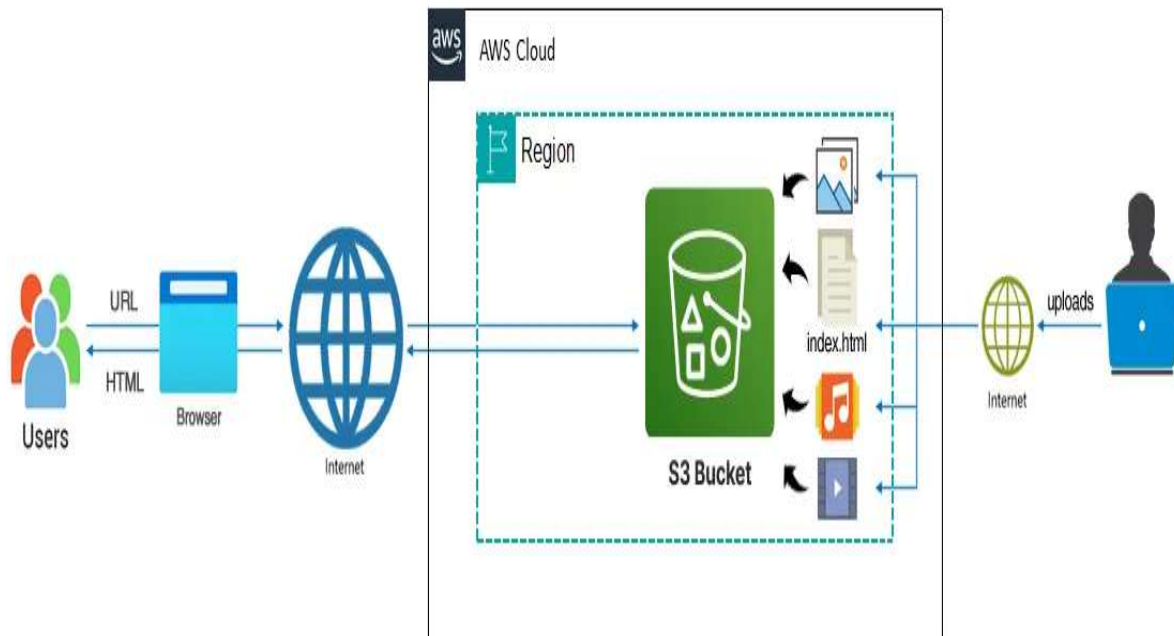 aws
AWS Cloud
Region
URL
HTML
Users
Browser
Internet
S3 Bucket
index.html
uploads
Internet